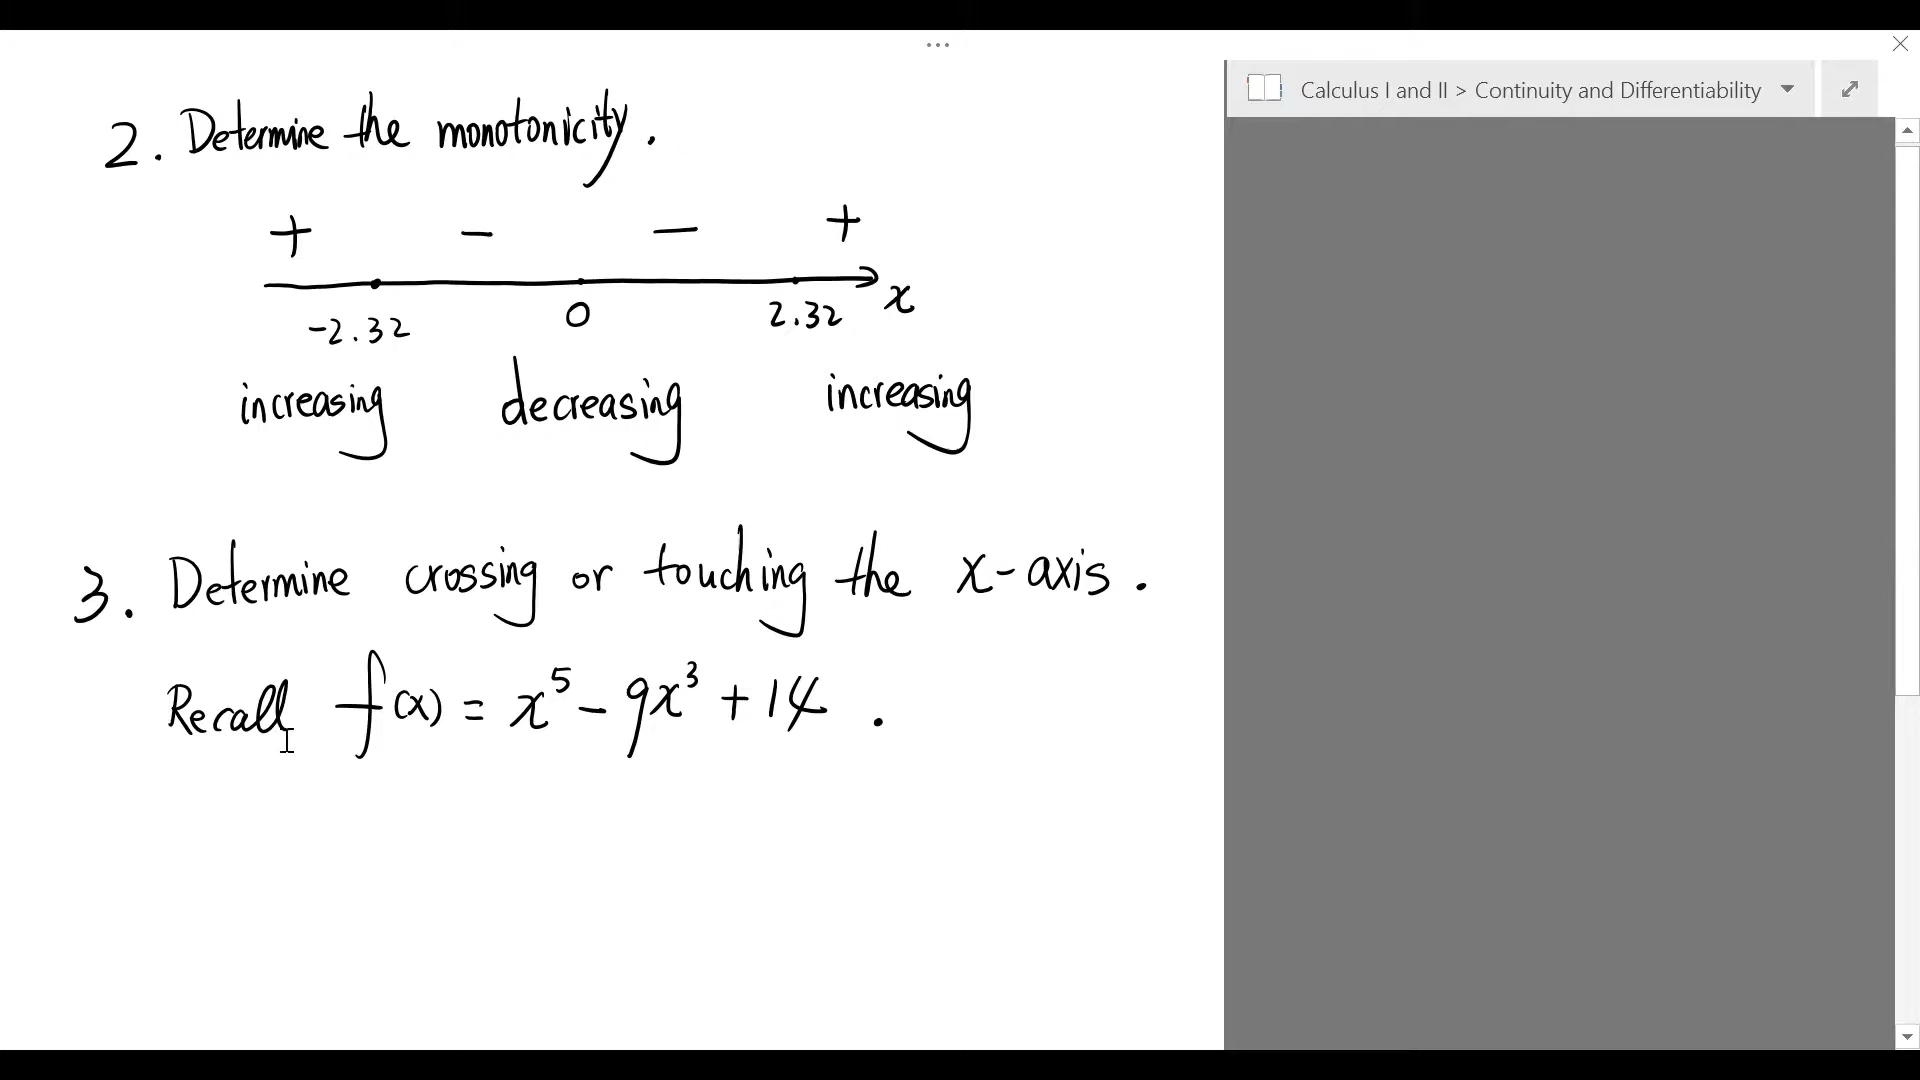 Calculus I and II > Continuity and Differentiability
2. Determine the monotonicity.
+ - - +
-2.32 0 2.32 x
increasing decreasing increasing
3. Determine crossing or touching the x-axis.
Recall f(x) = x⁵ - 9x³ + 14 .